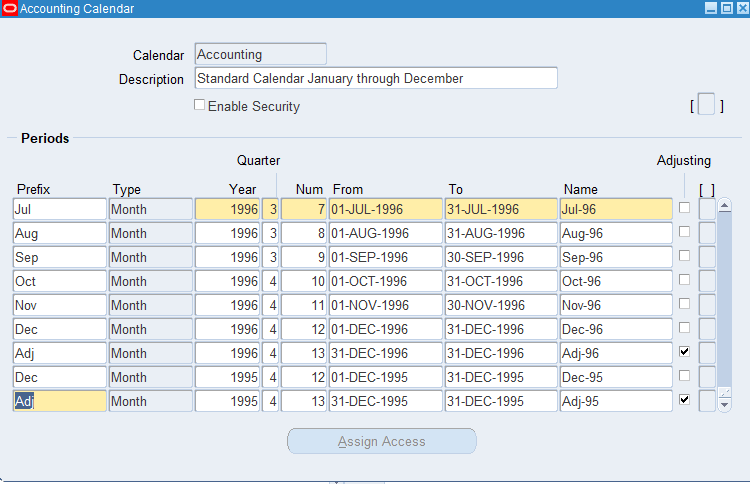 Accounting Calendar
Calendar Accounting
Description Standard Calendar January through December
Enable Security [ ]
Periods
Quarter Adjusting
Prefix Type Year Num From To Name [ ]
Jul Month 1996 3 7 01-JUL-1996 31-JUL-1996 Jul-96
Aug Month 1996 3 8 01-AUG-1996 31-AUG-1996 Aug-96
Sep Month 1996 3 9 01-SEP-1996 30-SEP-1996 Sep-96
Oct Month 1996 4 10 01-OCT-1996 31-OCT-1996 Oct-96
Nov Month 1996 4 11 01-NOV-1996 30-NOV-1996 Nov-96
Dec Month 1996 4 12 01-DEC-1996 31-DEC-1996 Dec-96
Adj Month 1996 4 13 31-DEC-1996 31-DEC-1996 Adj-96
Dec Month 1995 4 12 01-DEC-1995 31-DEC-1995 Dec-95
Adj Month 1995 4 13 31-DEC-1995 31-DEC-1995 Adj-95
Assign Access